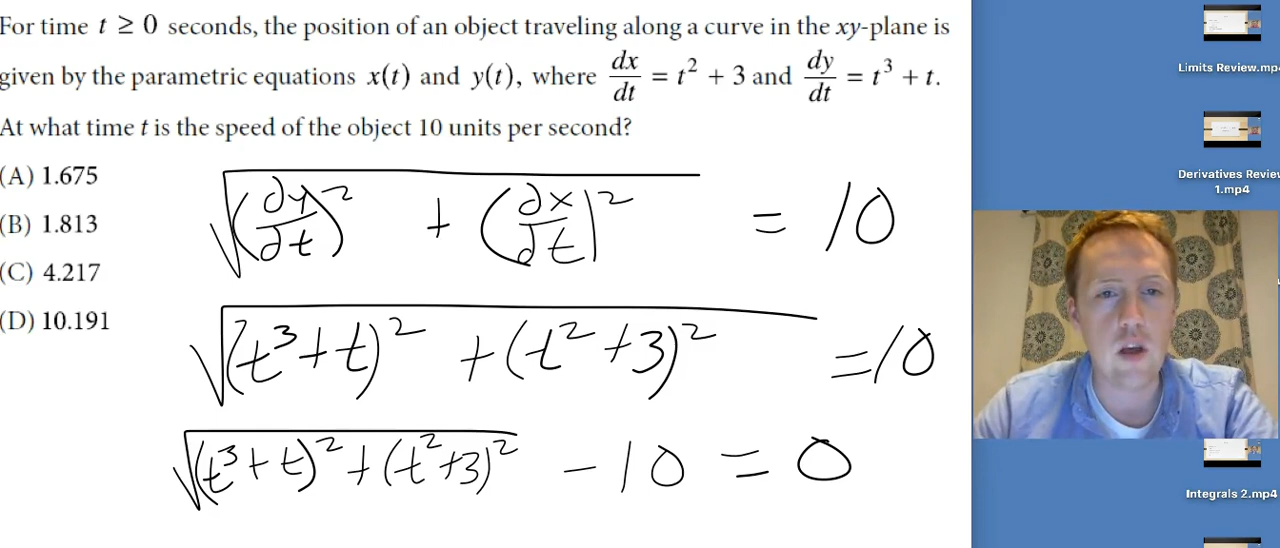 For time t ≥ 0 seconds, the position of an object traveling along a curve in the xy-plane is
given by the parametric equations x(t) and y(t), where dx/dt = t² + 3 and dy/dt = t³ + t.
At what time t is the speed of the object 10 units per second?
(A) 1.675
(B) 1.813
(C) 4.217
(D) 10.191
√((dy/dt)² + (dx/dt)²) = 10
√((t³+t)² + (t²+3)²) = 10
√((t³+t)² + (t²+3)²) - 10 = 0
Limits Review.mp4
Derivatives Review
1.mp4
Integrals 2.mp4